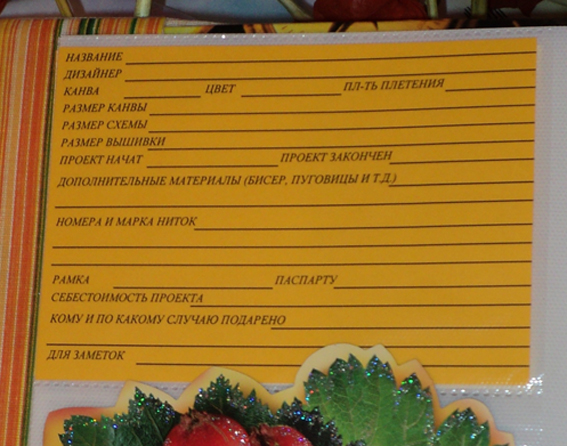 НАЗВАНИЕ
ДИЗАЙНЕР
КАНВА ЦВЕТ ПЛ-ТЬ ПЛЕТЕНИЯ
РАЗМЕР КАНВЫ
РАЗМЕР СХЕМЫ
РАЗМЕР ВЫШИВКИ
ПРОЕКТ НАЧАТ ПРОЕКТ ЗАКОНЧЕН
ДОПОЛНИТЕЛЬНЫЕ МАТЕРИАЛЫ (БИСЕР, ПУГОВИЦЫ И Т.Д.)
НОМЕРА И МАРКА НИТОК
РАМКА ПАСПАРТУ
СЕБЕСТОИМОСТЬ ПРОЕКТА
КОМУ И ПО КАКОМУ СЛУЧАЮ ПОДАРЕНО
ДЛЯ ЗАМЕТОК